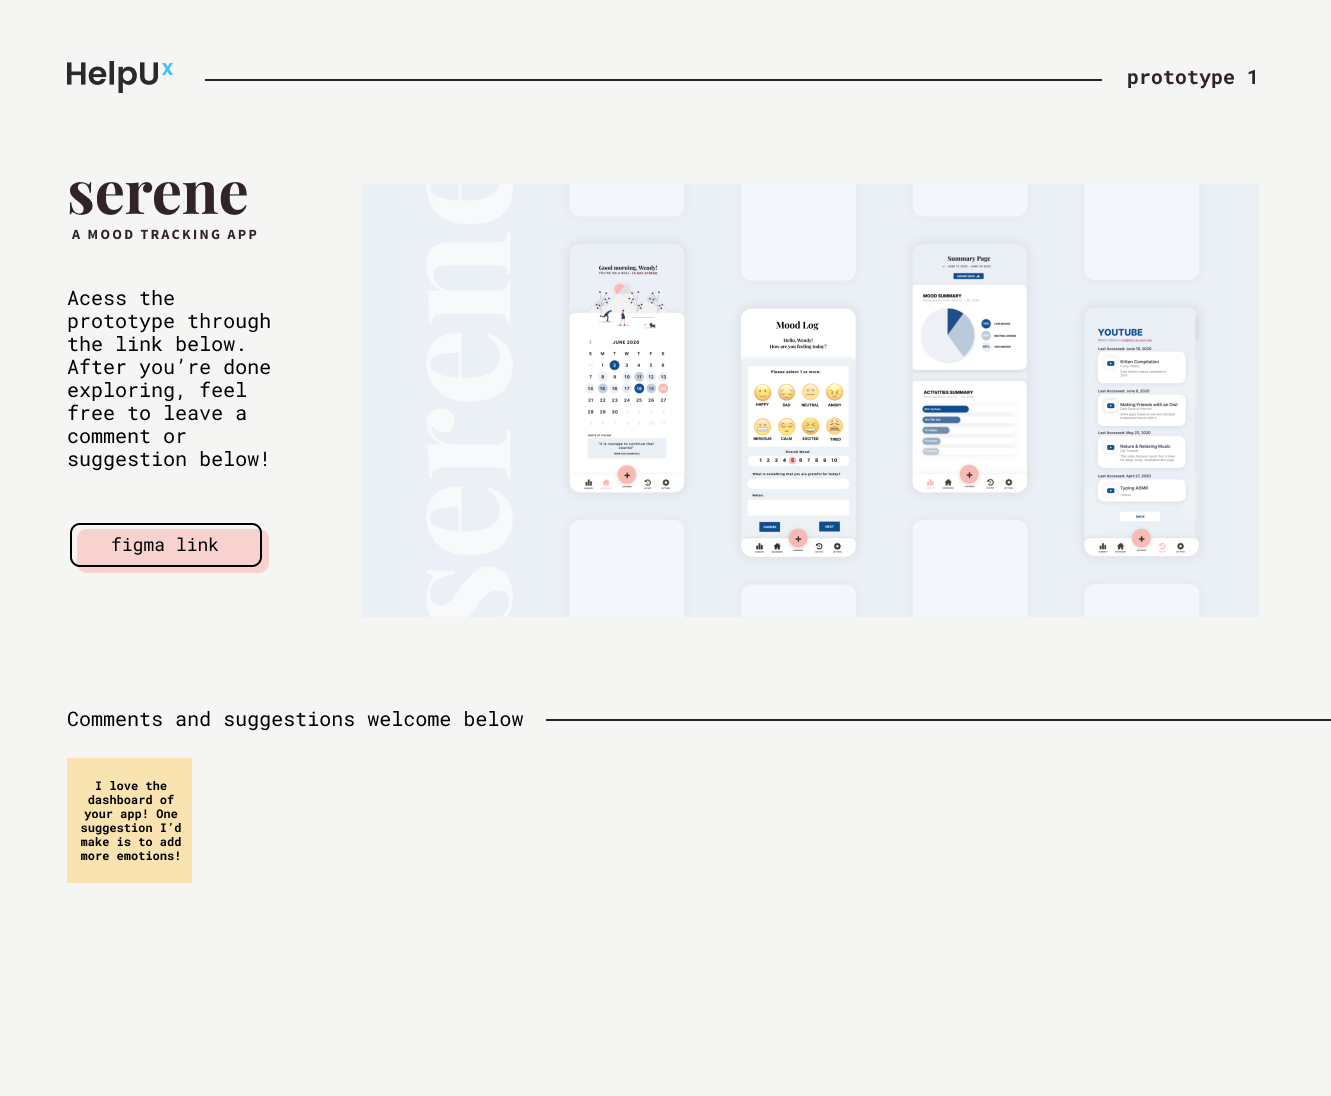 HelpUx
prototype 1
serene
A MOOD TRACKING APP
Acess the
prototype through
the link below.
After you’re done
exploring, feel
free to leave a
comment or
suggestion below!
figma link
serene
Good morning, Wendy!
JUNE 2020
S M T W T F S
1 2 3 4 5 6
7 8 9 10 11 12 13
14 15 16 17 18 19 20
21 22 23 24 25 26 27
28 29 30
"It is courage to continue that
counts!"
Mood Log
Hello, Wendy!
How are you feeling today?
Please select 1 or more:
HAPPY SAD NEUTRAL ANGRY
NERVOUS CALM EXCITED TIRED
Overall Mood
1 2 3 4 5 6 7 8 9 10
What is something that you are grateful for today?
Notes:
CANCEL NEXT
Summary Page
MOOD SUMMARY
LOW MOODS
NEUTRAL MOODS
ACTIVITIES SUMMARY
YOUTUBE
Last Accessed: June 19, 2020
Kitten Compilation
Last Accessed: June 6, 2020
Making Friends with an Owl
Last Accessed: May 23, 2020
Nature & Relaxing Music
Last Accessed: April 27, 2020
Typing ASMR
BACK
Comments and suggestions welcome below
I love the
dashboard of
your app! One
suggestion I’d
make is to add
more emotions!